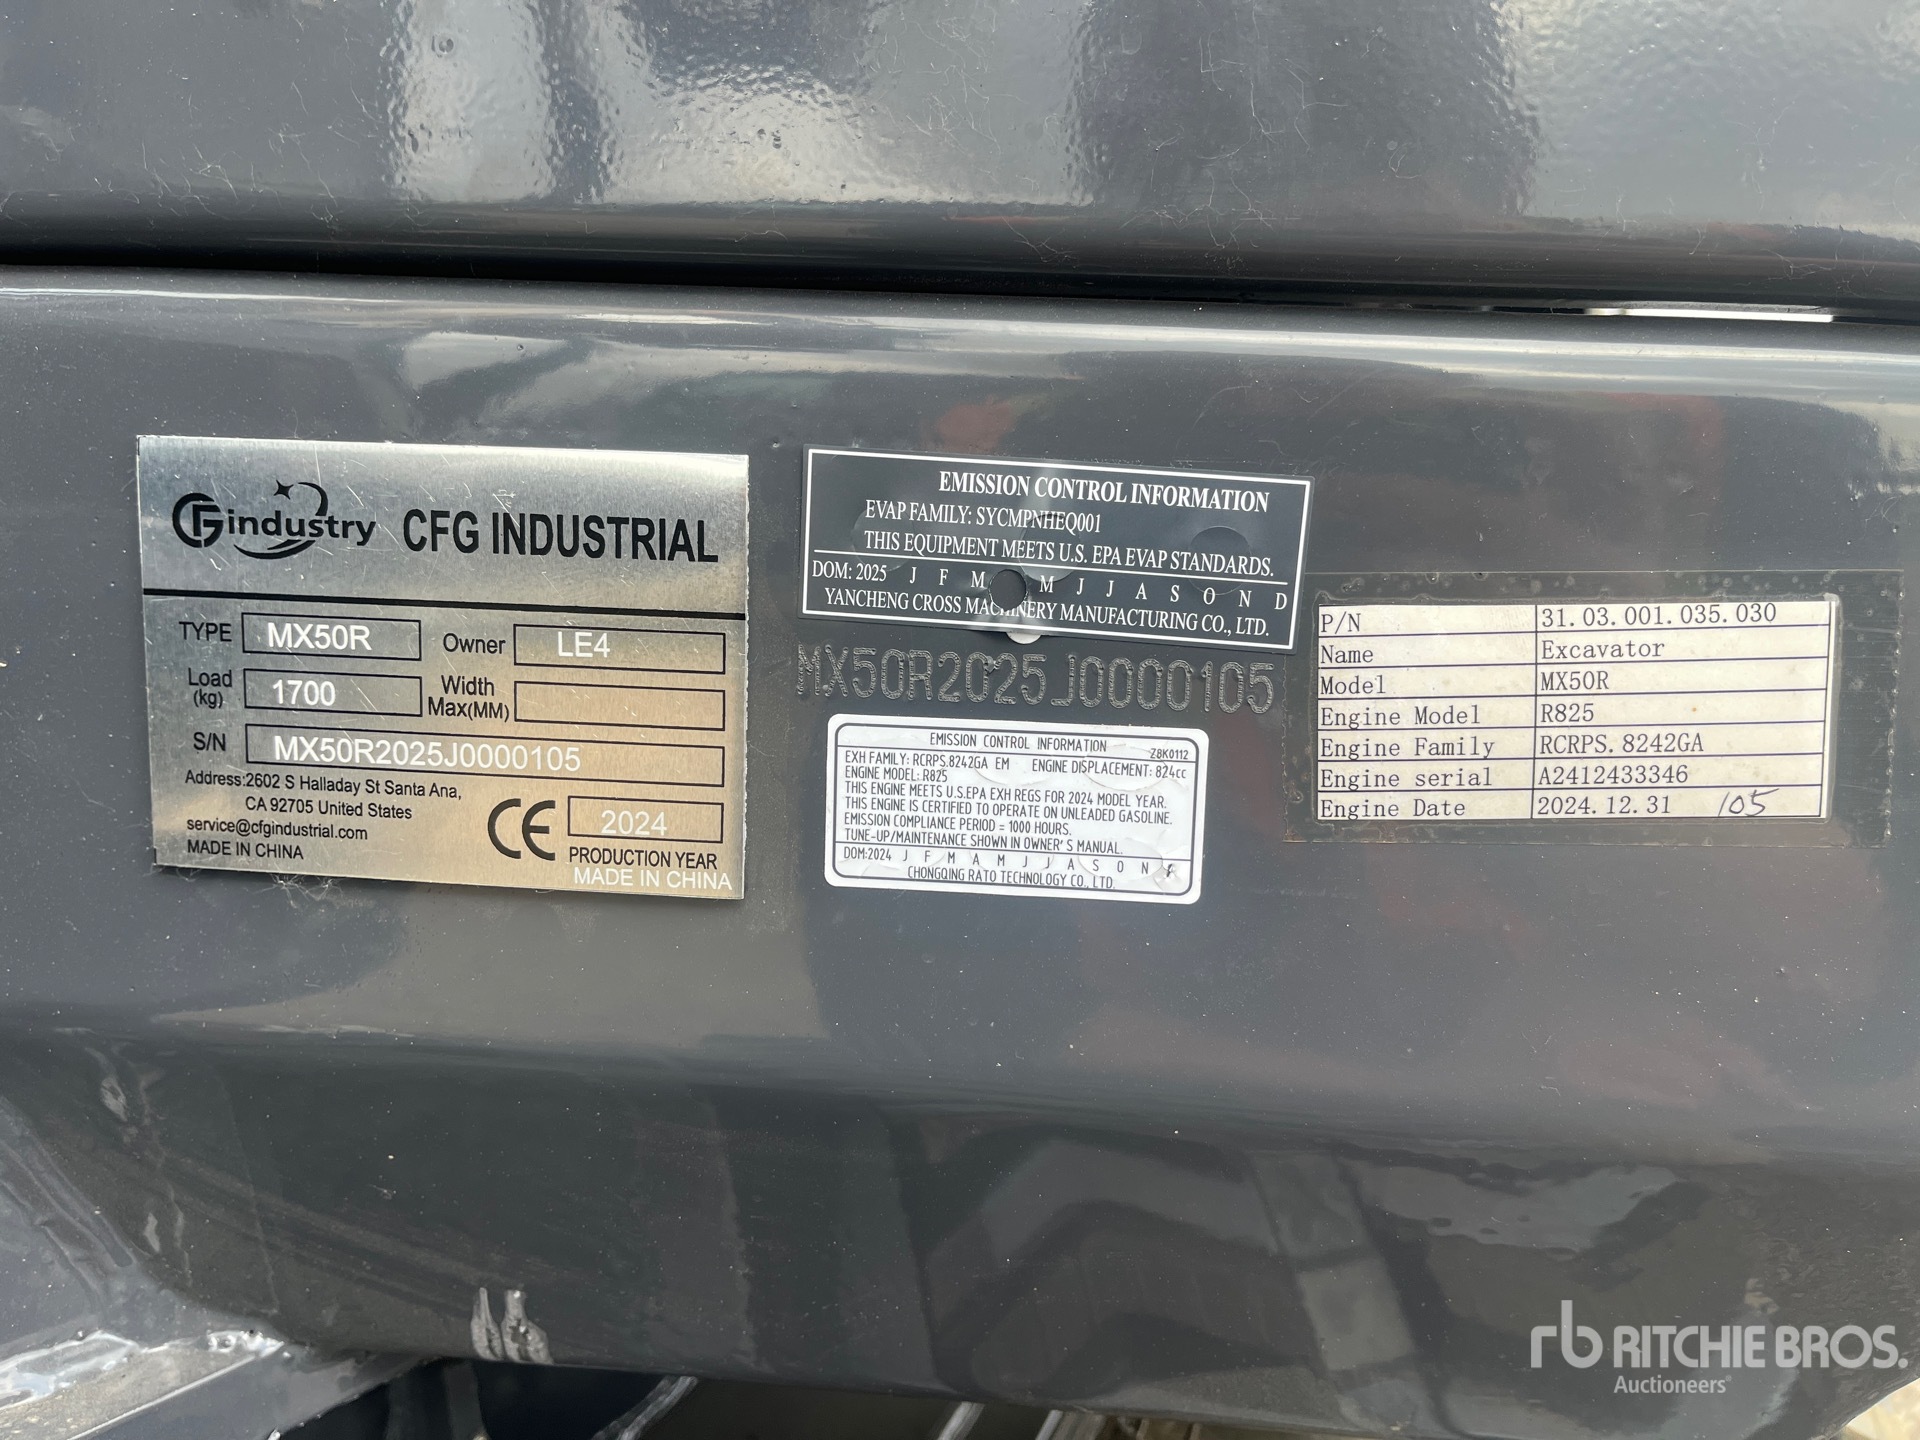 GFindustry CFG INDUSTRIAL
TYPE MX50R Owner LE4
Load (kg) 1700 Width Max(MM)
S/N MX50R2025J0000105
Address:2602 S Halladay St Santa Ana,
CA 92705 United States
service@cfgindustrial.com
MADE IN CHINA
CE 2024
PRODUCTION YEAR
MADE IN CHINA
EMISSION CONTROL INFORMATION
EVAP FAMILY: SYCMPNHEQ001
THIS EQUIPMENT MEETS U.S. EPA EVAP STANDARDS.
DOM: 2025 J F M M J J A S O N D
YANCHENG CROSS MACHINERY MANUFACTURING CO., LTD.
MX50R2025J0000105
EMISSION CONTROL INFORMATION ZBK0112
EXH FAMILY: RCRPS.8242GA EM ENGINE DISPLACEMENT: 824cc
ENGINE MODEL: R825
THIS ENGINE MEETS U.S.EPA EXH REGS FOR 2024 MODEL YEAR.
THIS ENGINE IS CERTIFIED TO OPERATE ON UNLEADED GASOLINE.
EMISSION COMPLIANCE PERIOD = 1000 HOURS.
TUNE-UP/MAINTENANCE SHOWN IN OWNER'S MANUAL.
DOM:2024 J F M A M J J A S O N
CHONGQING RATO TECHNOLOGY CO., LTD.
P/N 31.03.001.035.030
Name Excavator
Model MX50R
Engine Model R825
Engine Family RCRPS.8242GA
Engine serial A2412433346
Engine Date 2024.12.31 105
rb RITCHIE BROS.
Auctioneers